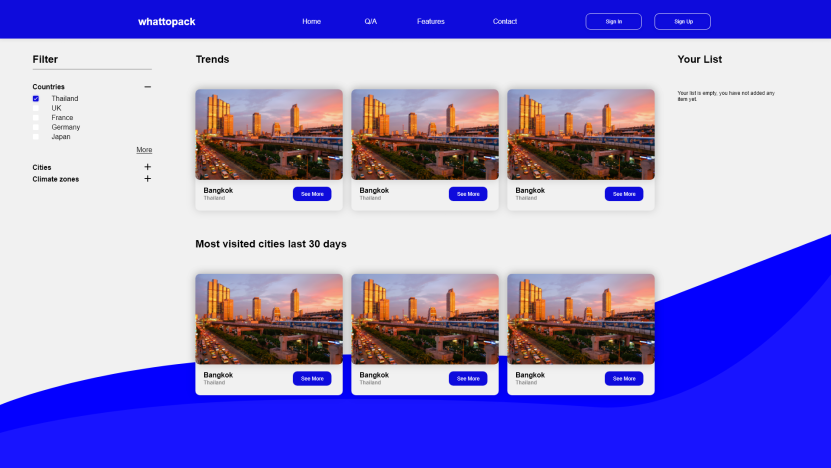 whattopack
Home
Q/A
Features
Contact
Sign In
Sign Up
Filter
Countries
Thailand
UK
France
Germany
Japan
More
Cities
Climate zones
Trends
Bangkok
Thailand
See More
Bangkok
Thailand
See More
Bangkok
Thailand
See More
Most visited cities last 30 days
Bangkok
Thailand
See More
Bangkok
Thailand
See More
Bangkok
Thailand
See More
Your List
Your list is empty, you have not added any
item yet.